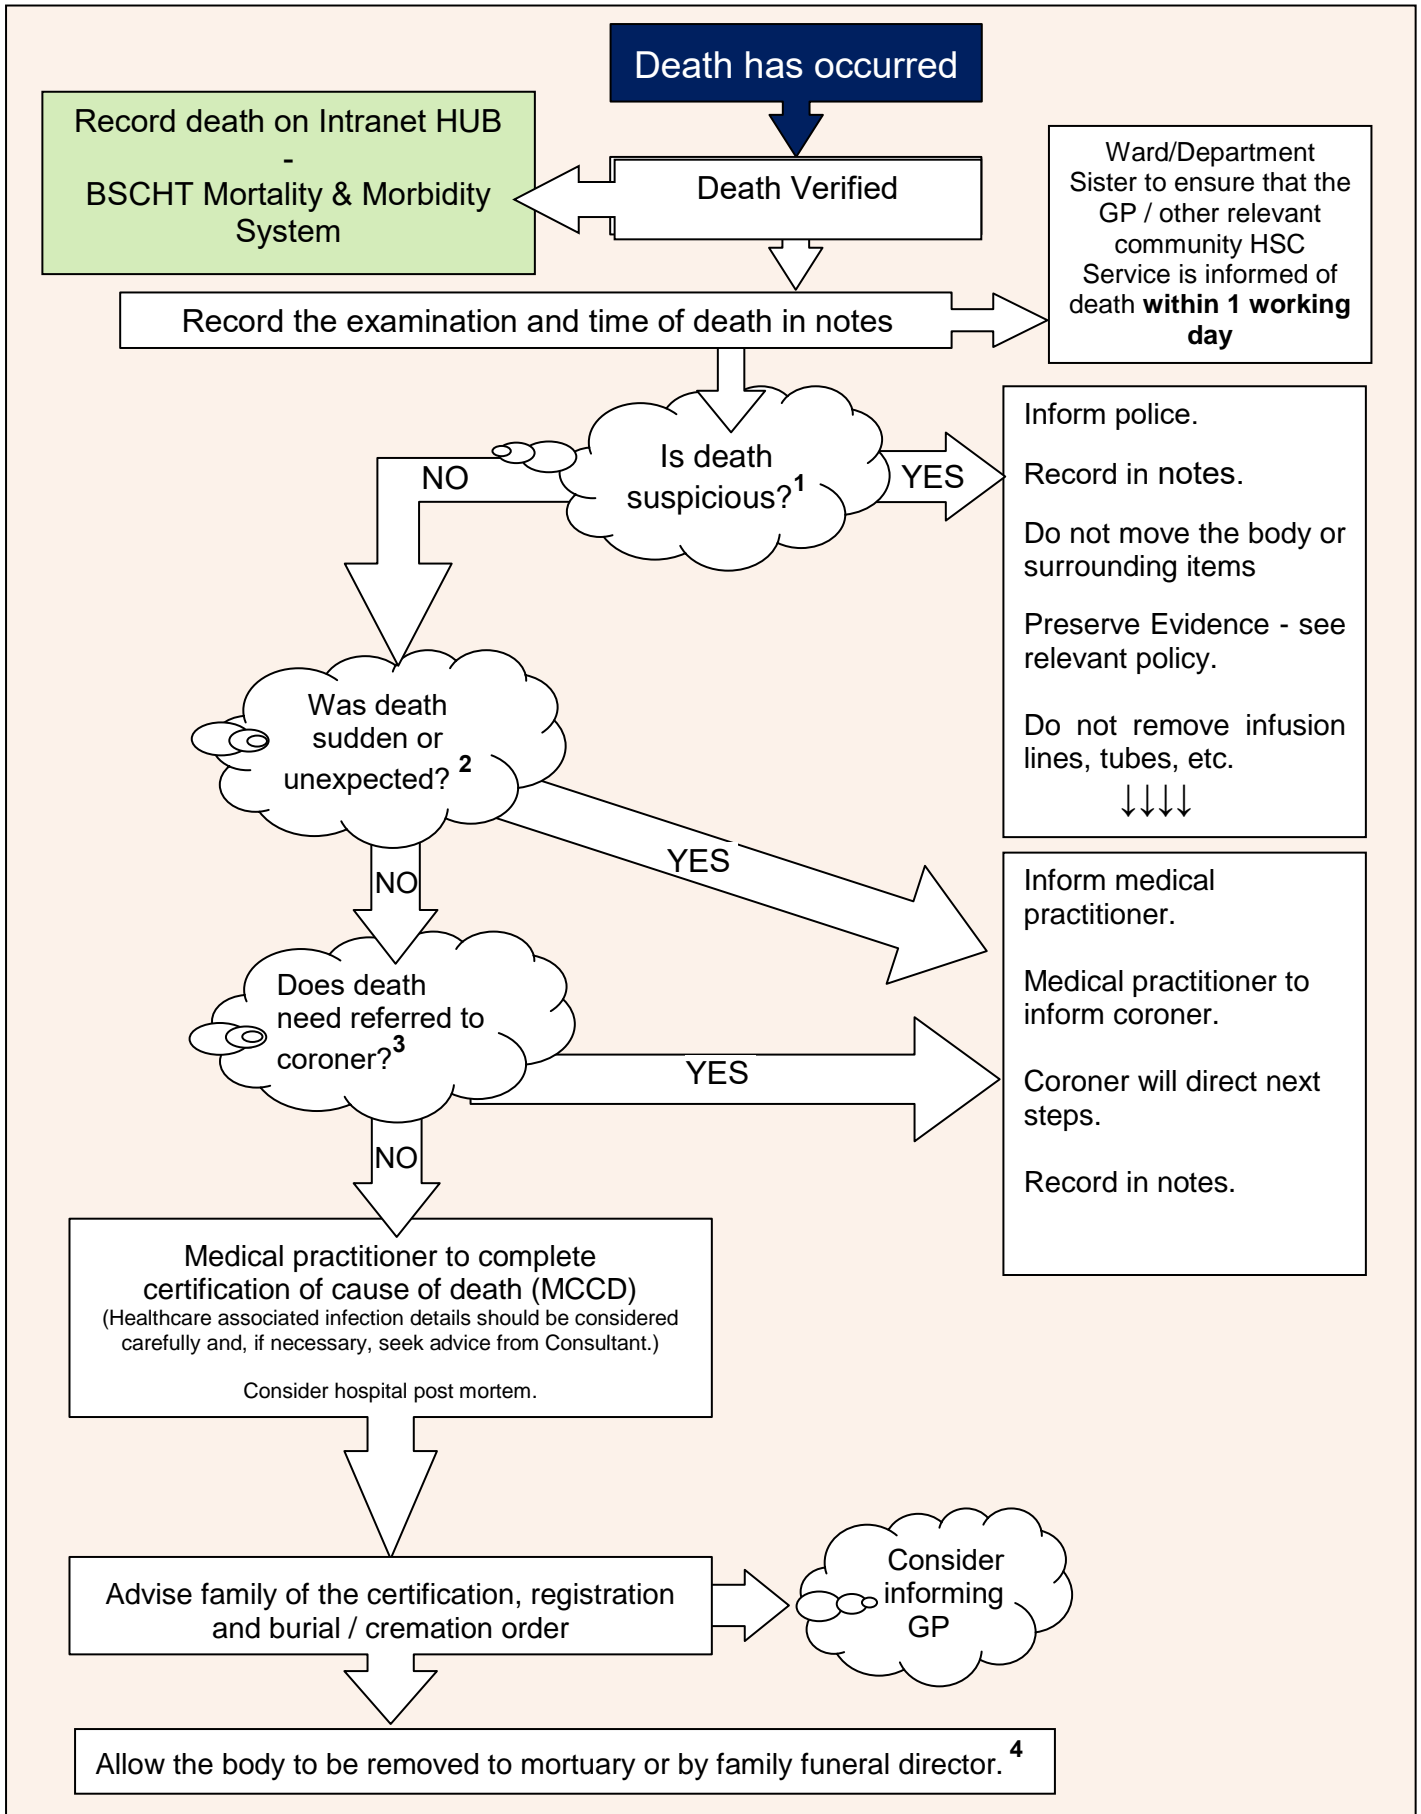 Death has occurred
Record death on Intranet HUB
-
BSCHT Mortality & Morbidity
System
Death Verified
Ward/Department
Sister to ensure that the
GP / other relevant
community HSC
Service is informed of
death within 1 working
day
Record the examination and time of death in notes
Is death
suspicious?1
NO
YES
Inform police.
Record in notes.
Do not move the body or
surrounding items
Preserve Evidence - see
relevant policy.
Do not remove infusion
lines, tubes, etc.
↓↓↓↓
Was death
sudden or
unexpected? 2
YES
NO
Inform medical
practitioner.
Medical practitioner to
inform coroner.
Coroner will direct next
steps.
Record in notes.
Does death
need referred to
coroner?3
YES
NO
Medical practitioner to complete
certification of cause of death (MCCD)
(Healthcare associated infection details should be considered
carefully and, if necessary, seek advice from Consultant.)
Consider hospital post mortem.
Advise family of the certification, registration
and burial / cremation order
Consider
informing
GP
Allow the body to be removed to mortuary or by family funeral director. 4